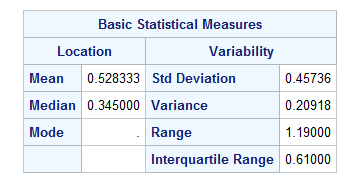 Basic Statistical Measures
Location Variability
Mean 0.528333 Std Deviation 0.45736
Median 0.345000 Variance 0.20918
Mode . Range 1.19000
Interquartile Range 0.61000